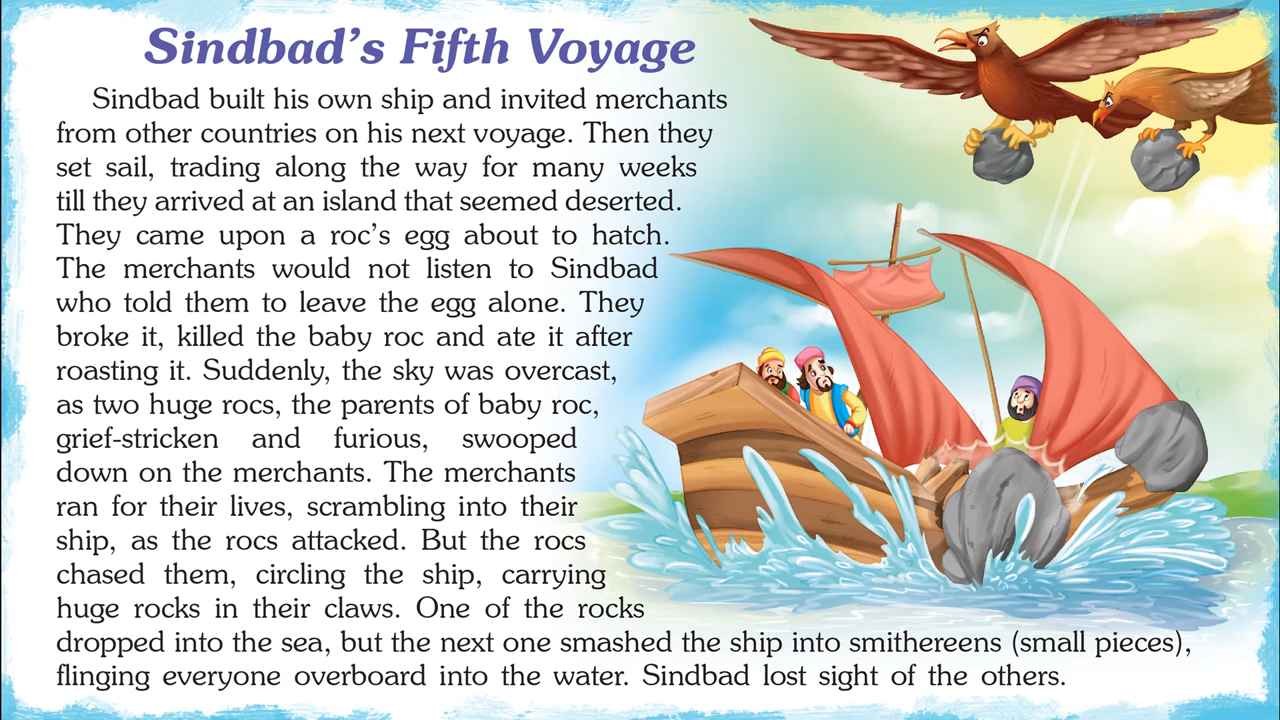 Sindbad's Fifth Voyage
Sindbad built his own ship and invited merchants
from other countries on his next voyage. Then they
set sail, trading along the way for many weeks
till they arrived at an island that seemed deserted.
They came upon a roc's egg about to hatch.
The merchants would not listen to Sindbad
who told them to leave the egg alone. They
broke it, killed the baby roc and ate it after
roasting it. Suddenly, the sky was overcast,
as two huge rocs, the parents of baby roc,
grief-stricken and furious, swooped
down on the merchants. The merchants
ran for their lives, scrambling into their
ship, as the rocs attacked. But the rocs
chased them, circling the ship, carrying
huge rocks in their claws. One of the rocks
dropped into the sea, but the next one smashed the ship into smithereens (small pieces),
flinging everyone overboard into the water. Sindbad lost sight of the others.